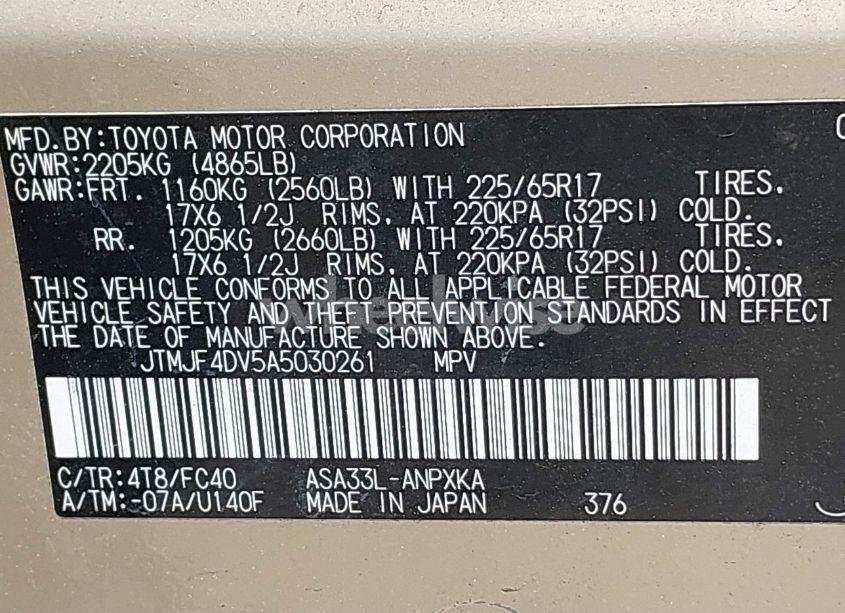 MFD.BY:TOYOTA MOTOR CORPORATION
GVWR:2205KG (4865LB)
GAWR:FRT. 1160KG (2560LB) WITH 225/65R17 TIRES.
17X6 1/2J RIMS, AT 220KPA (32PSI) COLD.
RR. 1205KG (2660LB) WITH 225/65R17 TIRES,
17X6 1/2J RIMS, AT 220KPA (32PSI) COLD.
THIS VEHICLE CONFORMS TO ALL APPLICABLE FEDERAL MOTOR
VEHICLE SAFETY AND THEFT PREVENTION STANDARDS IN EFFECT
THE DATE OF MANUFACTURE SHOWN ABOVE.
JTMJF4DV5A5030261 MPV
C/TR:4T8/FC40 ASA33L-ANPXKA
A/TM:-07A/U140F MADE IN JAPAN 376